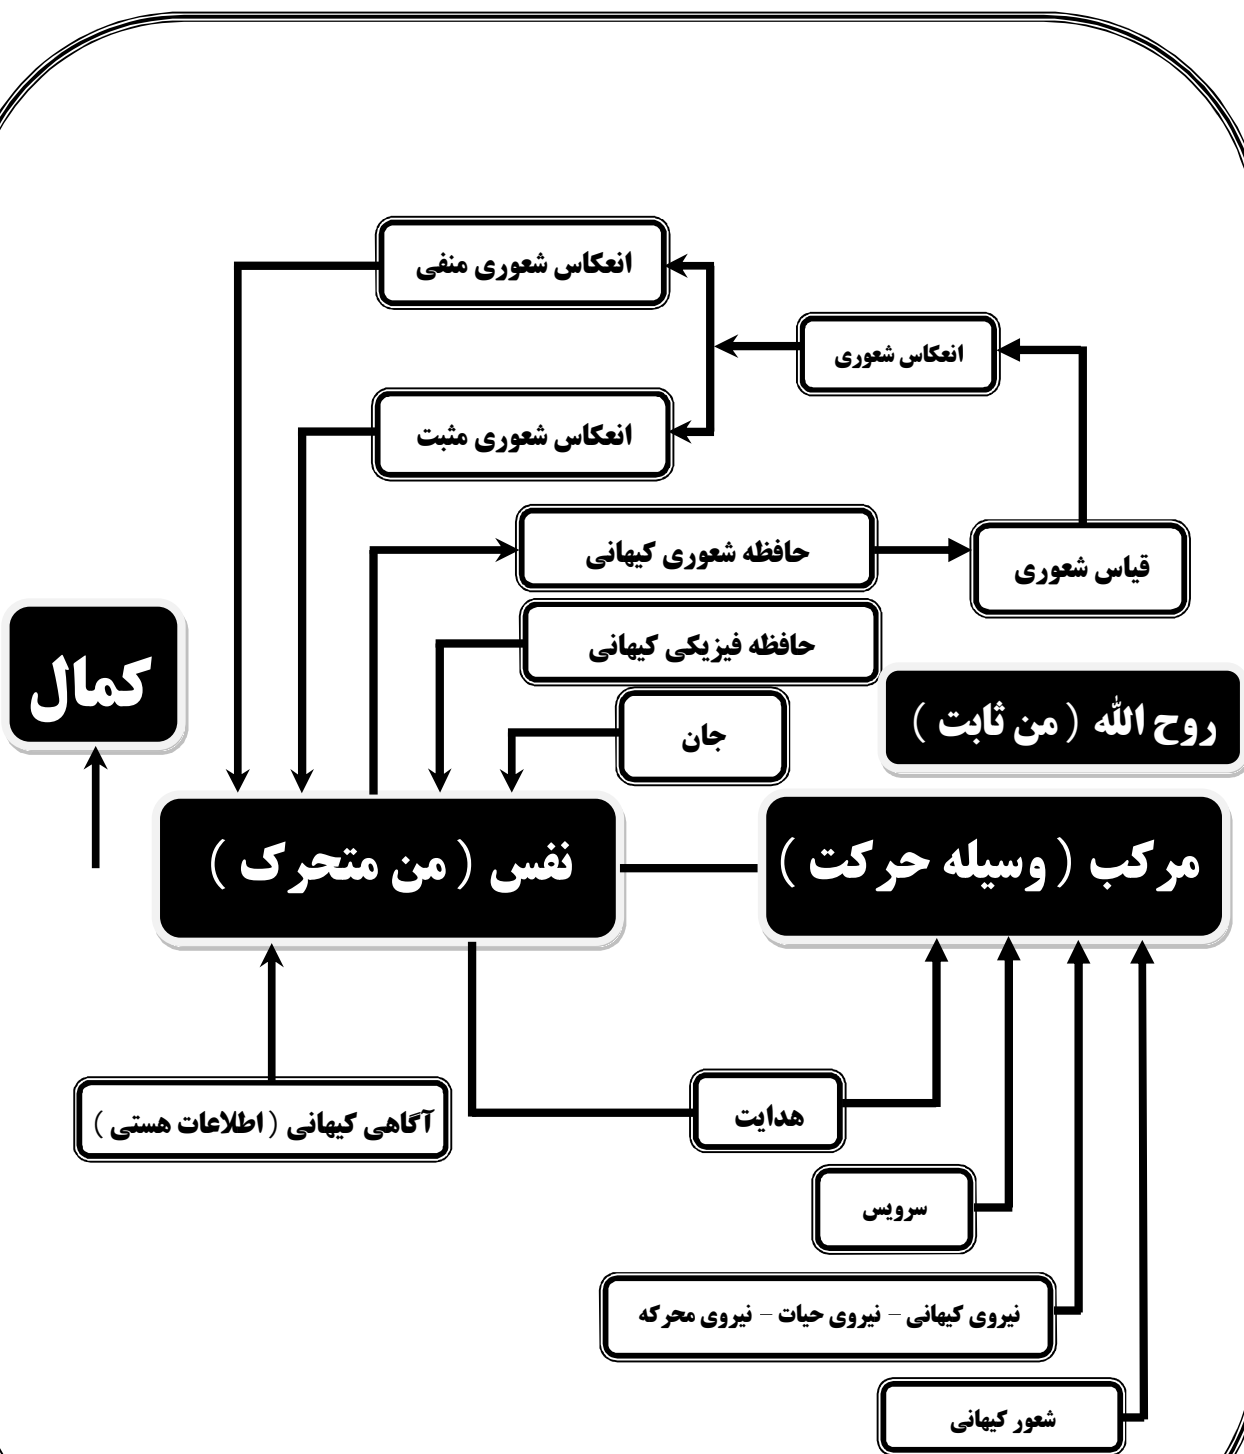 انعکاس شعوری منفی
انعکاس شعوری
انعکاس شعوری مثبت
حافظه شعوری کیهانی
قیاس شعوری
حافظه فیزیکی کیهانی
کمال
روح الله ( من ثابت )
جان
مرکب ( وسیله حرکت )
نفس ( من متحرک )
هدایت
آگاهی کیهانی ( اطلاعات هستی )
سرویس
نیروی کیهانی – نیروی حیات – نیروی محرکه
شعور کیهانی